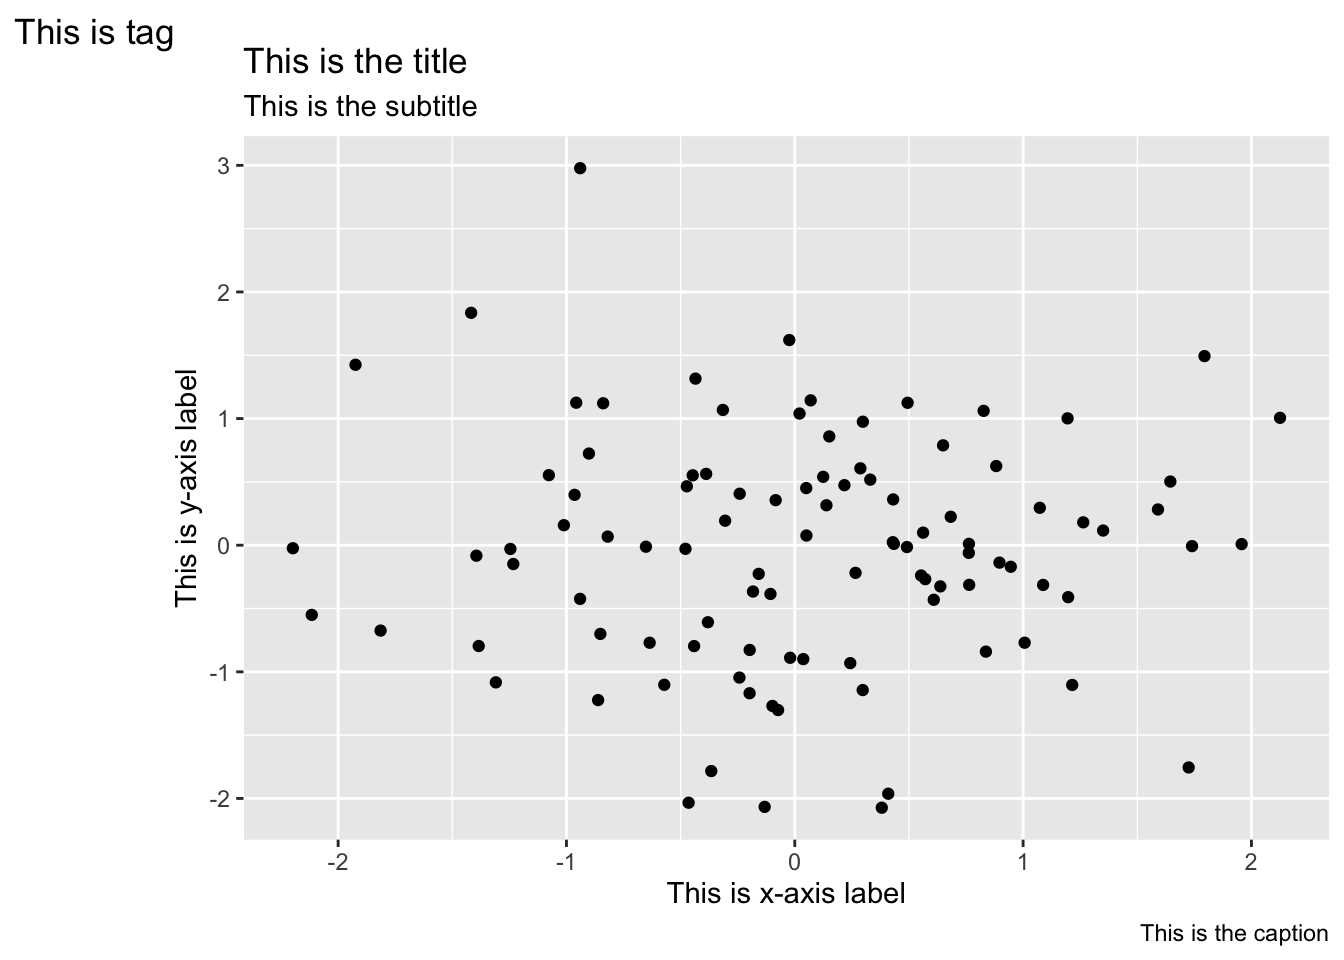 This is tag
This is the title
This is the subtitle
This is y-axis label
3
2
1
0
-1
-2
-2
-1
0
1
2
This is x-axis label
This is the caption